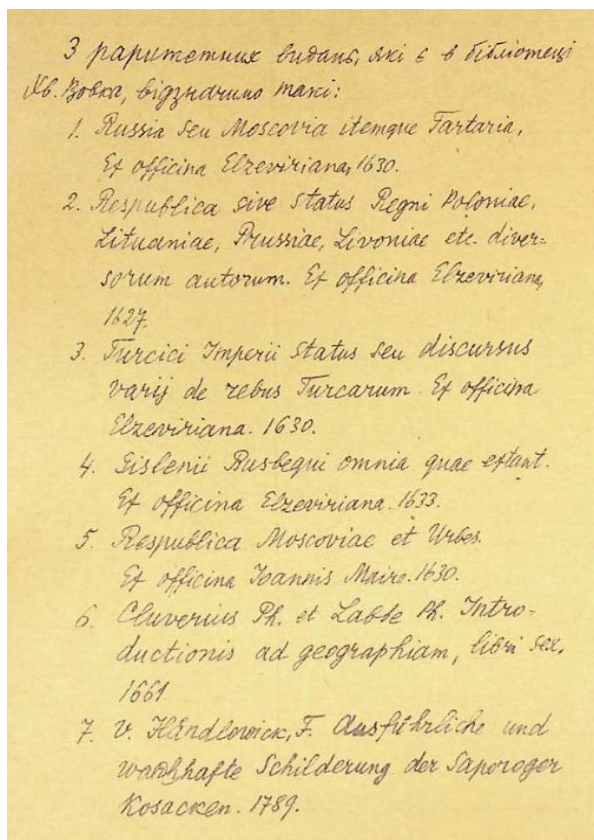 З раритетних видань, які є в бібліотеці
Хв. Вовка, відзначимо такі:
1. Russia seu Moscovia itemque Tartaria,
Ex officina Elzeviriana, 1630.
2. Respublica sive status Regni Poloniae,
Lituaniae, Prussiae, Livoniae etc. diver=
sorum autorum. Ex officina Elzeviriana,
1627.
3. Turcici Imperii status seu discursus
varij de rebus Turcarum. Ex officina
Elzeviriana. 1630.
4. Gislenii Busbequi omnia quae extant.
Ex officina Elzeviriana. 1633.
5. Respublica Moscoviae et Urbes.
Ex officina Ioannis Maire. 1630.
6. Cluverius Ph. et Labbe Ph. Intro=
ductionis ad geographiam, libri sex,
1661.
7. V. Händlowick, F. Ausführliche und
wahhafte Schilderung der Saporoger
Kosacken. 1789.